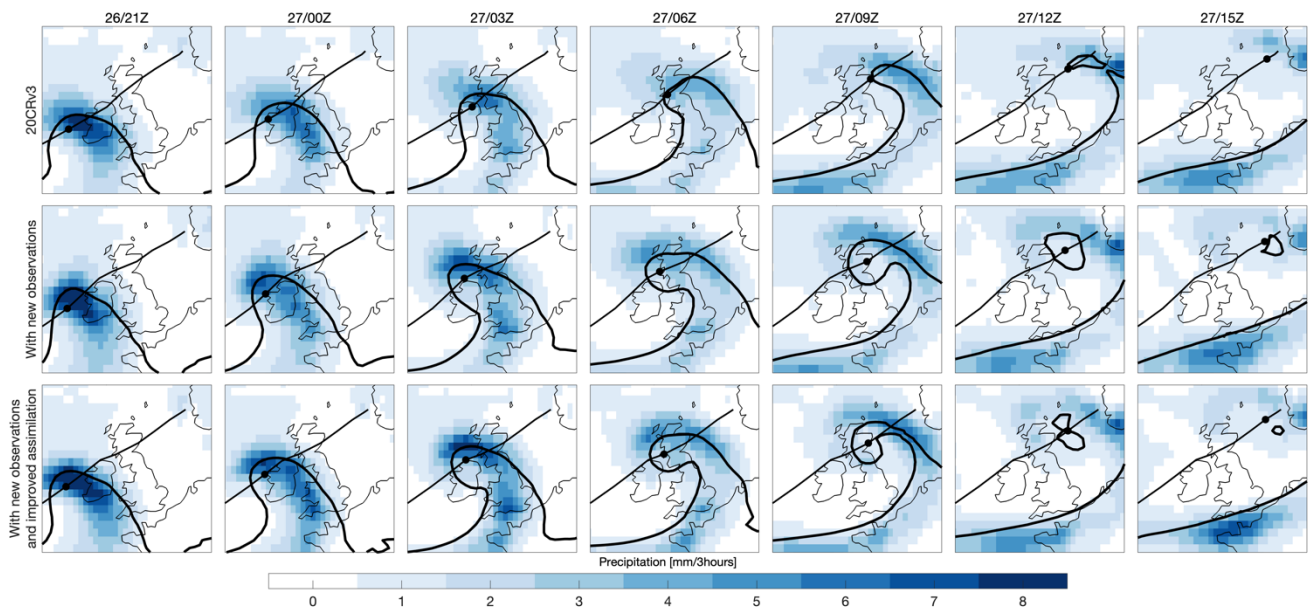 26/21Z 27/00Z 27/03Z 27/06Z 27/09Z 27/12Z 27/15Z
20CRv3
With new observations
With new observations
and improved assimilation
Precipitation [mm/3hours]
0 1 2 3 4 5 6 7 8